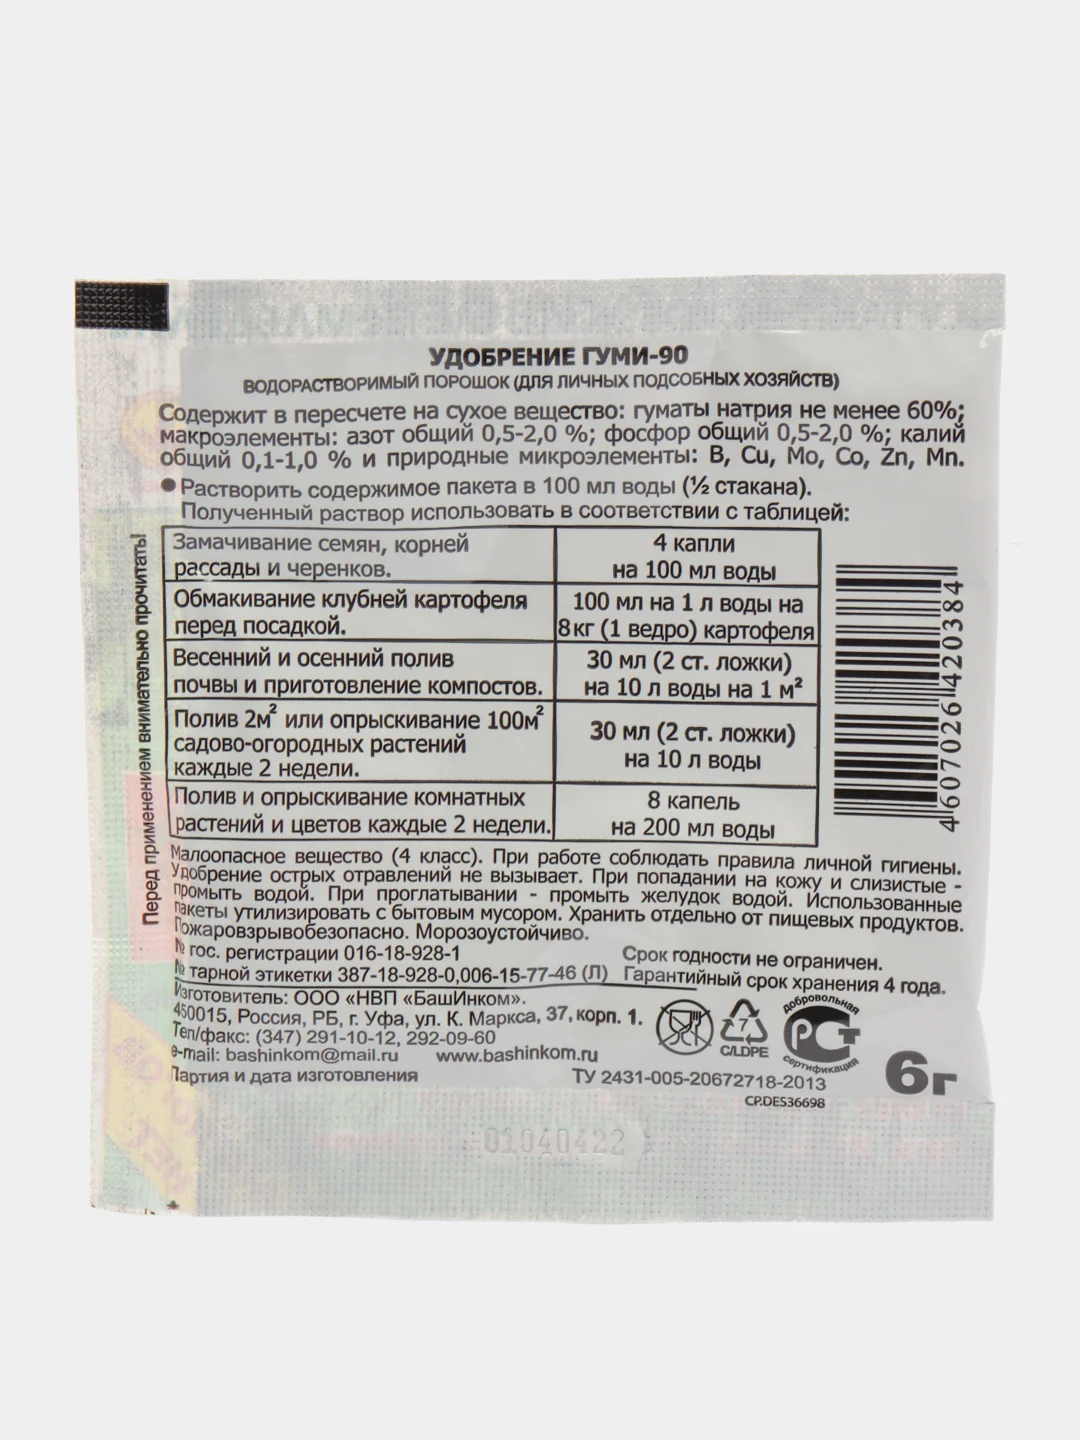 УДОБРЕНИЕ ГУМИ-90
ВОДОРАСТВОРИМЫЙ ПОРОШОК (ДЛЯ ЛИЧНЫХ ПОДСОБНЫХ ХОЗЯЙСТВ)
Содержит в пересчете на сухое вещество: гуматы натрия не менее 60%;
макроэлементы: азот общий 0,5-2,0 %; фосфор общий 0,5-2,0 %; калий
общий 0,1-1,0 % и природные микроэлементы: B, Cu, Mo, Co, Zn, Mn.
● Растворить содержимое пакета в 100 мл воды (½ стакана).
Полученный раствор использовать в соответствии с таблицей:
Замачивание семян, корней
рассады и черенков.
4 капли
на 100 мл воды
Обмакивание клубней картофеля
перед посадкой.
100 мл на 1 л воды на
8кг (1 ведро) картофеля
Весенний и осенний полив
почвы и приготовление компостов.
30 мл (2 ст. ложки)
на 10 л воды на 1 м²
Полив 2м² или опрыскивание 100м²
садово-огородных растений
каждые 2 недели.
30 мл (2 ст. ложки)
на 10 л воды
Полив и опрыскивание комнатных
растений и цветов каждые 2 недели.
8 капель
на 200 мл воды
Перед применением внимательно прочитать!
4607026420384
Малоопасное вещество (4 класс). При работе соблюдать правила личной гигиены.
Удобрение острых отравлений не вызывает. При попадании на кожу и слизистые -
промыть водой. При проглатывании - промыть желудок водой. Использованные
пакеты утилизировать с бытовым мусором. Хранить отдельно от пищевых продуктов.
Пожаровзрывобезопасно. Морозоустойчиво.
№ гос. регистрации 016-18-928-1
№ тарной этикетки 387-18-928-0,006-15-77-46 (Л)
Срок годности не ограничен.
Гарантийный срок хранения 4 года.
Изготовитель: ООО «НВП «БашИнком».
450015, Россия, РБ, г. Уфа, ул. К. Маркса, 37, корп. 1.
Тел/факс: (347) 291-10-12, 292-09-60
e-mail: bashinkom@mail.ru www.bashinkom.ru
Партия и дата изготовления
ТУ 2431-005-20672718-2013
CP.DES36698
7
C/LDPE
добровольная
РСТ
сертификация
6г
01040422